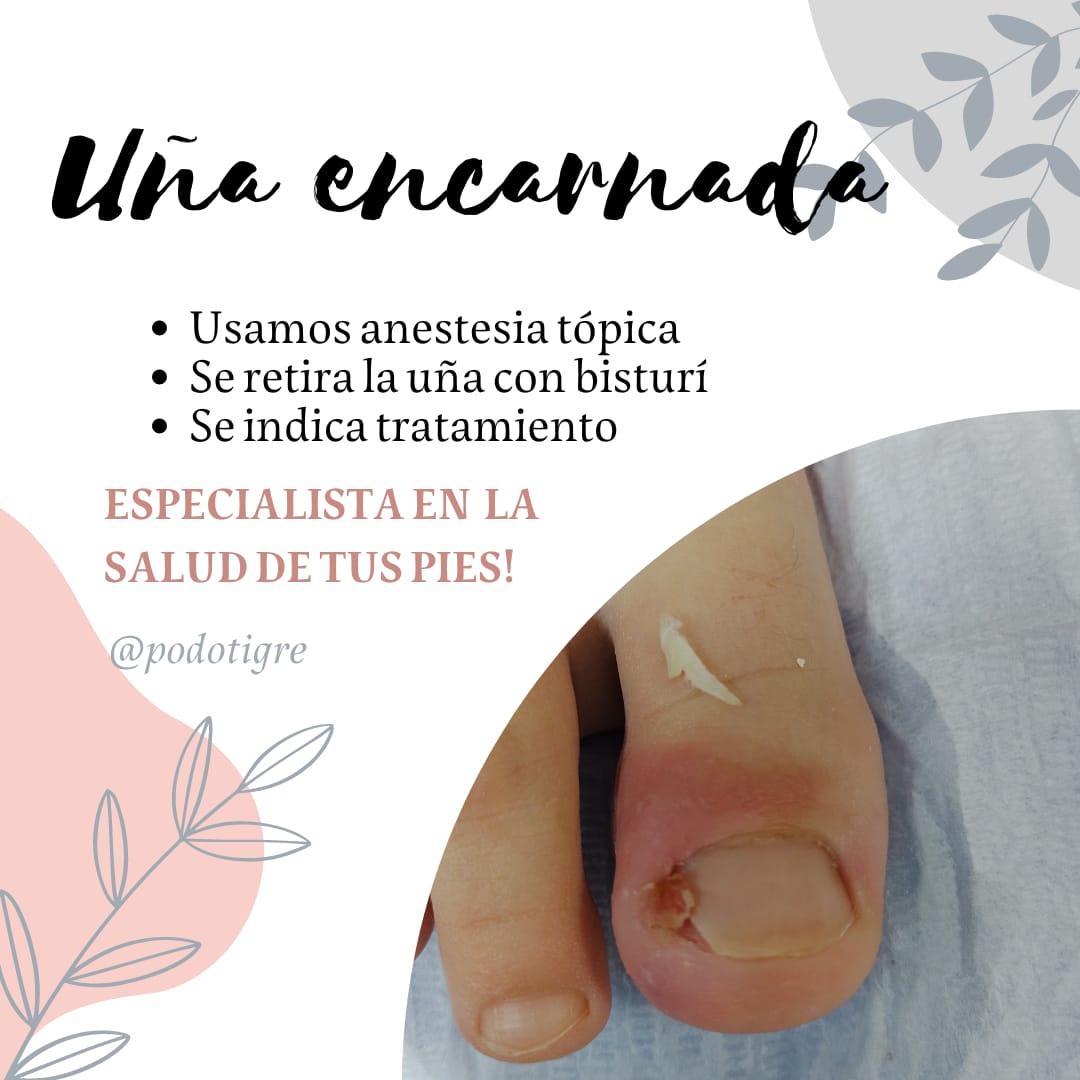 Uña encarnada
• Usamos anestesia tópica
• Se retira la uña con bisturí
• Se indica tratamiento
ESPECIALISTA EN LA
SALUD DE TUS PIES!
@podotigre